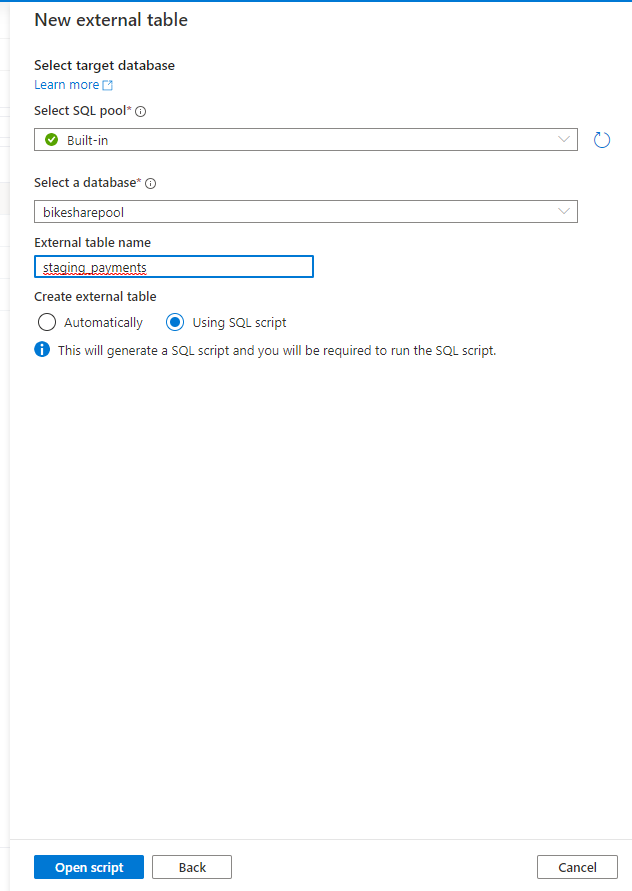 New external table
Select target database
Learn more
Select SQL pool*
Built-in
Select a database*
bikesharepool
External table name
staging_payments
Create external table
Automatically Using SQL script
This will generate a SQL script and you will be required to run the SQL script.
Open script Back Cancel